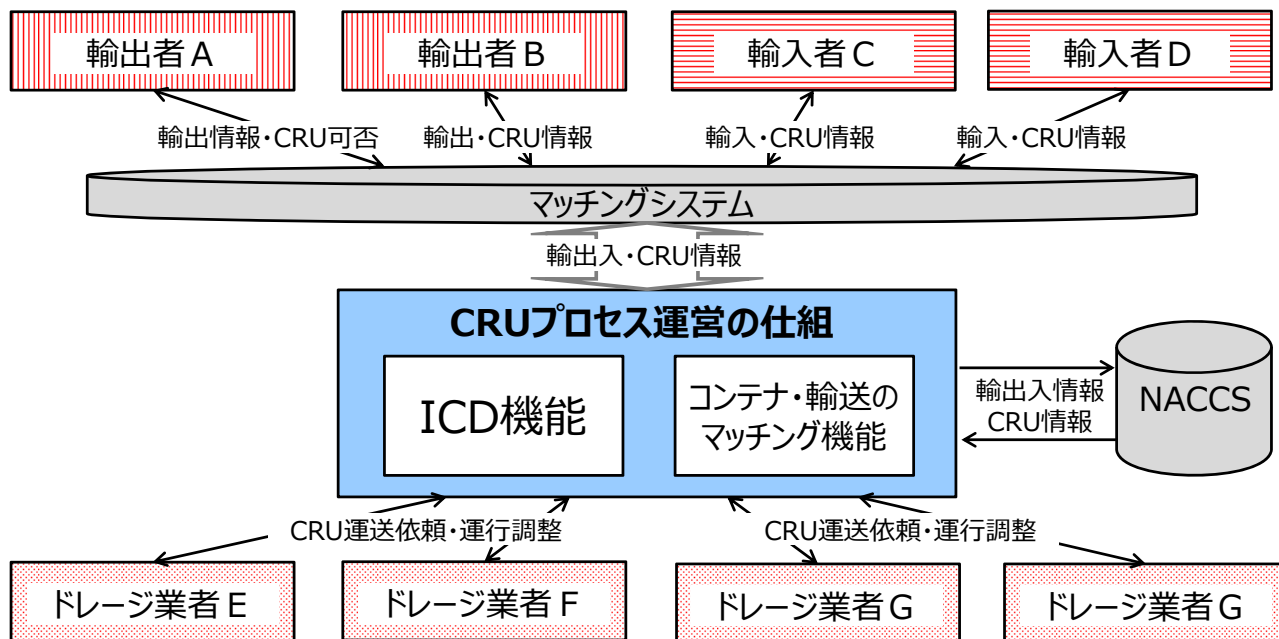 輸出者A
輸出者B
輸入者C
輸入者D
輸出情報・CRU可否
輸出・CRU情報
輸入・CRU情報
輸入・CRU情報
マッチングシステム
輸出入・CRU情報
CRUプロセス運営の仕組
ICD機能
コンテナ・輸送の
マッチング機能
輸出入情報
CRU情報
NACCS
CRU運送依頼・運行調整
CRU運送依頼・運行調整
ドレージ業者E
ドレージ業者F
ドレージ業者G
ドレージ業者G